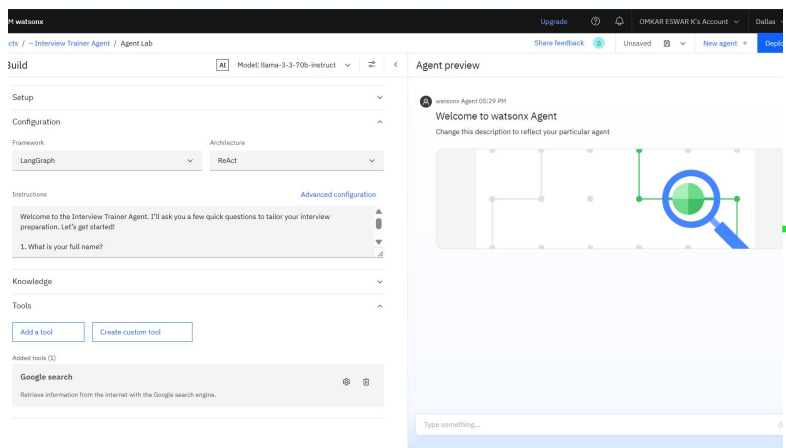 M watsonx
Upgrade
OMKAR ESWAR K's Account
Dallas
cts / – Interview Trainer Agent / Agent Lab
Share feedback
Unsaved
New agent +
Deplo
Build
AI Model: llama-3-3-70b-instruct
Agent preview
Setup
Configuration
Framework
Architecture
LangGraph
ReAct
Instructions
Advanced configuration
Welcome to the Interview Trainer Agent. I'll ask you a few quick questions to tailor your interview
preparation. Let's get started!
1. What is your full name?
Knowledge
Tools
Add a tool
Create custom tool
Added tools (1)
Google search
Retrieve information from the internet with the Google search engine.
watsonx Agent 05:29 PM
Welcome to watsonx Agent
Change this description to reflect your particular agent
Type something...